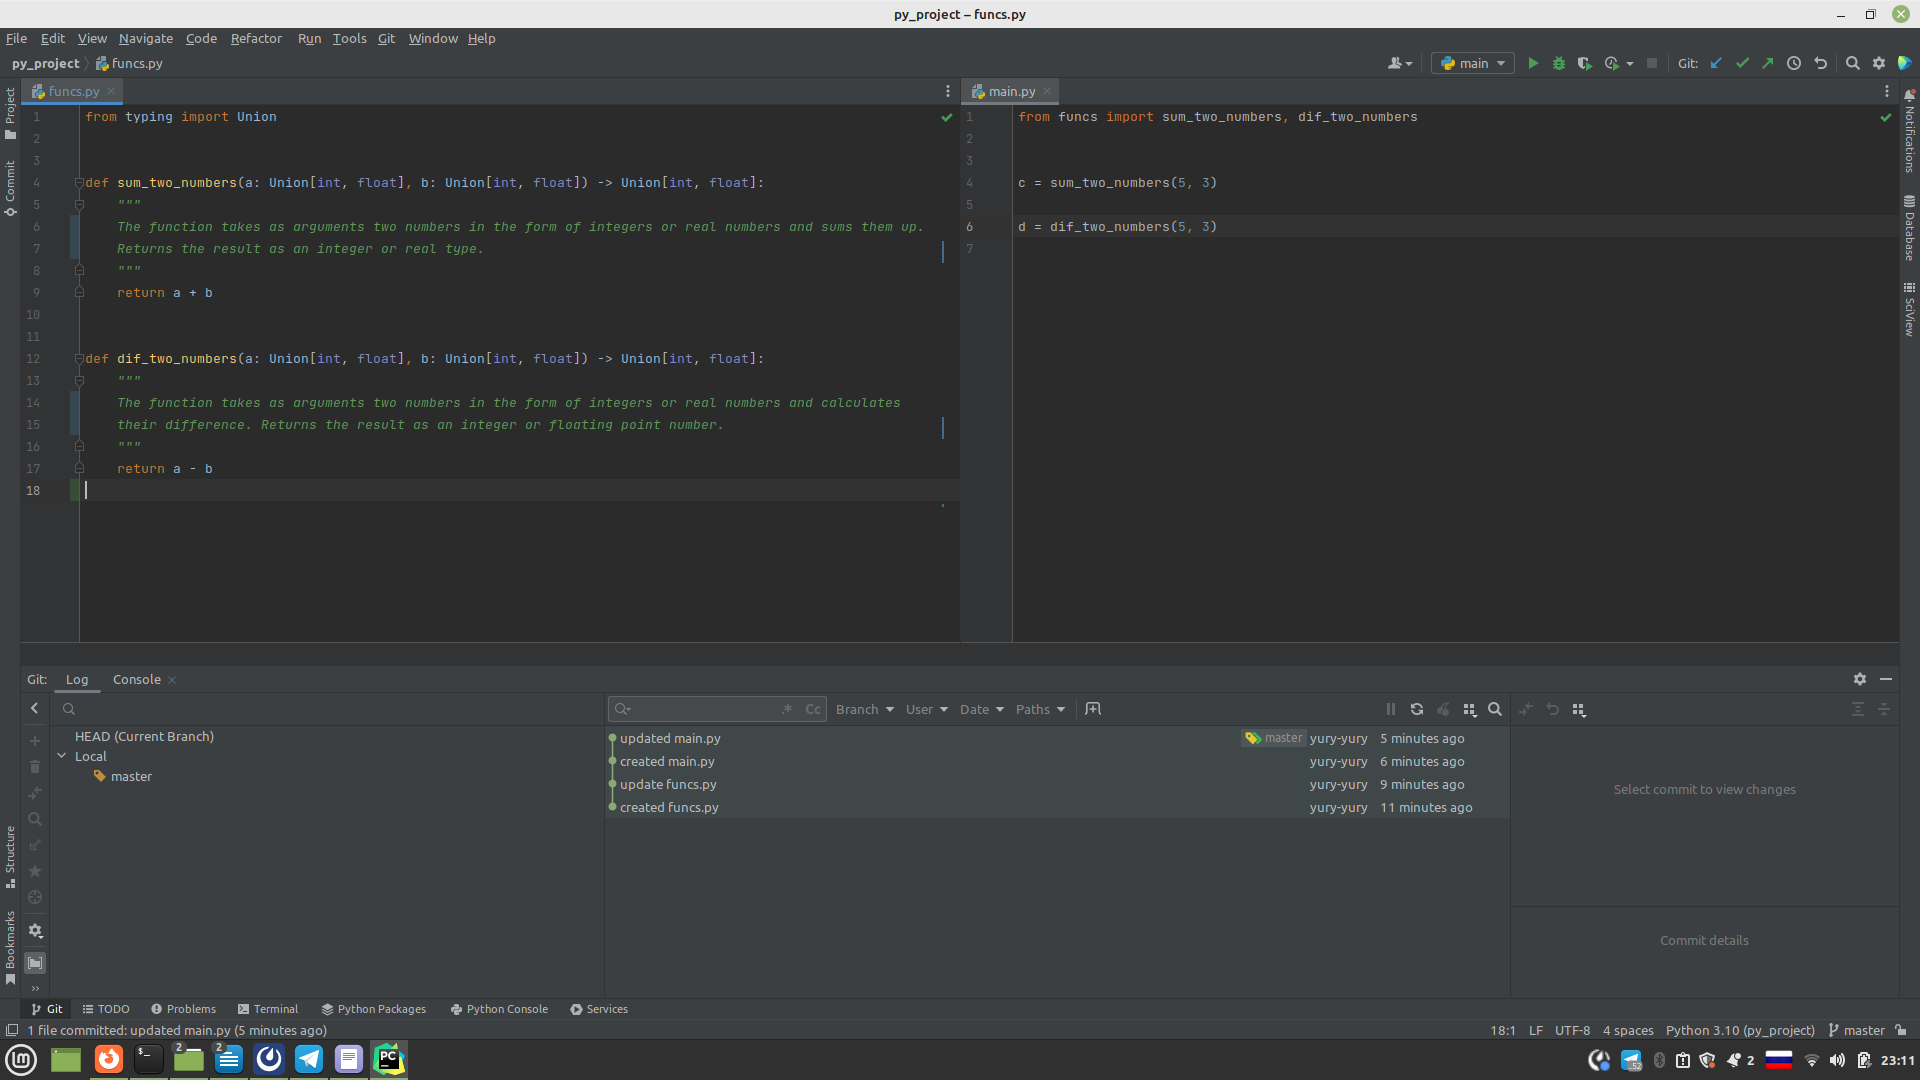 py_project – funcs.py
File Edit View Navigate Code Refactor Run Tools Git Window Help
py_project funcs.py
main
Git:
Project
Commit
Structure
Bookmarks
funcs.py
1 from typing import Union
2
3
4 def sum_two_numbers(a: Union[int, float], b: Union[int, float]) -> Union[int, float]:
5 """
6 The function takes as arguments two numbers in the form of integers or real numbers and sums them up.
7 Returns the result as an integer or real type.
8 """
9 return a + b
10
11
12 def dif_two_numbers(a: Union[int, float], b: Union[int, float]) -> Union[int, float]:
13 """
14 The function takes as arguments two numbers in the form of integers or real numbers and calculates
15 their difference. Returns the result as an integer or floating point number.
16 """
17 return a - b
18
main.py
1 from funcs import sum_two_numbers, dif_two_numbers
2
3
4 c = sum_two_numbers(5, 3)
5
6 d = dif_two_numbers(5, 3)
7
Notifications
Database
SciView
Git: Log Console
.* Cc Branch User Date Paths
HEAD (Current Branch)
Local
master
updated main.py master yury-yury 5 minutes ago
created main.py yury-yury 6 minutes ago
update funcs.py yury-yury 9 minutes ago
created funcs.py yury-yury 11 minutes ago
Select commit to view changes
Commit details
Git TODO Problems Terminal Python Packages Python Console Services
1 file committed: updated main.py (5 minutes ago)
18:1 LF UTF-8 4 spaces Python 3.10 (py_project) master
lm
$_
2
2
PC
52
2
23:11